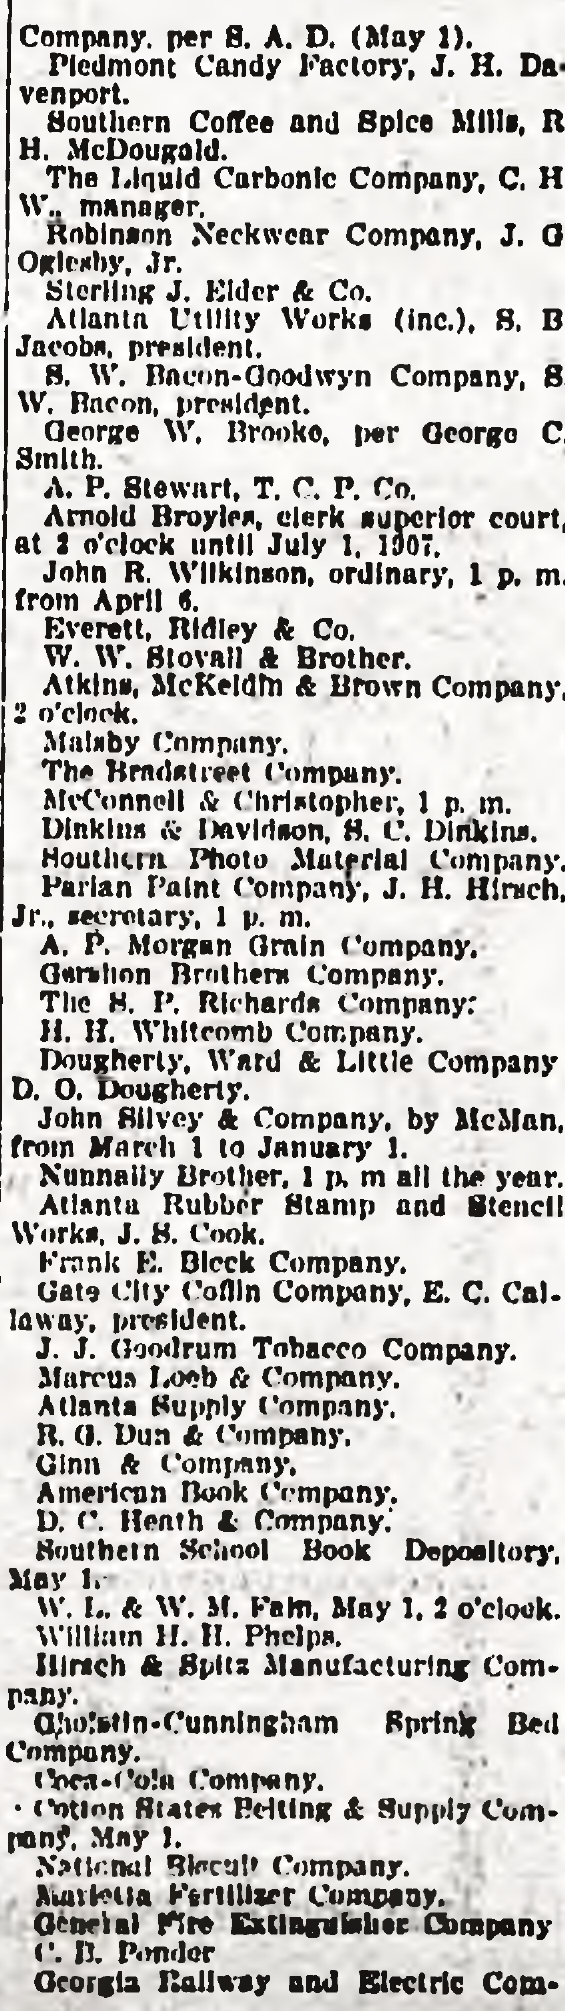 Company, per S. A. D. (May 1).
Piedmont Candy Factory, J. H. Da-
venport.
Southern Coffee and Spice Mills, R
H. McDougald.
The Liquid Carbonic Company, C. H
W., manager.
Robinson Neckwear Company, J. G
Oglesby, Jr.
Sterling J. Elder & Co.
Atlanta Utility Works (inc.), S. B
Jacobs, president.
S. W. Bacon-Goodwyn Company, S
W. Bacon, president.
George W. Brooke, per George C.
Smith.
A. P. Stewart, T. C. P. Co.
Arnold Broyles, clerk superior court,
at 2 o'clock until July 1, 1907.
John R. Wilkinson, ordinary, 1 p. m.
from April 6.
Everett, Ridley & Co.
W. W. Stovall & Brother.
Atkins, McKeldin & Brown Company,
2 o'clock.
Malsby Company.
The Bradstreet Company.
McConnell & Christopher, 1 p. m.
Dinkins & Davidson, S. C. Dinkins.
Southern Photo Material Company.
Parian Paint Company, J. H. Hirsch,
Jr., secretary, 1 p. m.
A. P. Morgan Grain Company.
Gershon Brothers Company.
The S. P. Richards Company.
H. H. Whitcomb Company.
Dougherty, Ward & Little Company
D. O. Dougherty.
John Silvey & Company, by McMan,
from March 1 to January 1.
Nunnally Brother, 1 p. m all the year.
Atlanta Rubber Stamp and Stencil
Works, J. S. Cook.
Frank E. Block Company.
Gate City Coffin Company, E. C. Cal-
laway, president.
J. J. Goodrum Tobacco Company.
Marcus Loeb & Company.
Atlanta Supply Company.
R. G. Dun & Company.
Ginn & Company.
American Book Company.
D. C. Heath & Company.
Southern School Book Depository,
May 1.
W. L. & W. M. Fain, May 1, 2 o'clock.
William H. H. Phelps.
Hirsch & Spitz Manufacturing Com-
pany.
Gholstin-Cunningham Spring Bed
Company.
Coca-Cola Company.
Cotton States Belting & Supply Com-
pany, May 1.
National Biscuit Company.
Marietta Fertilizer Company.
General Fire Extinguisher Company
C. B. Ponder
Georgia Railway and Electric Com-